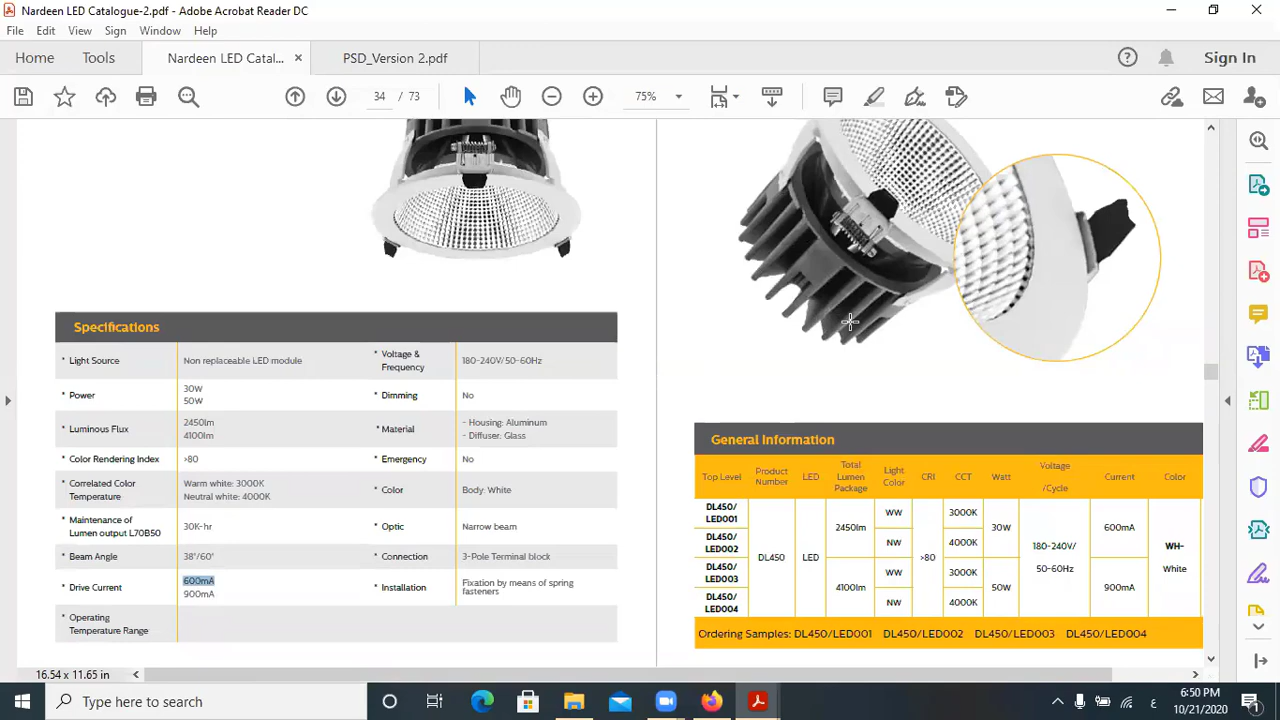 Nardeen LED Catalogue-2.pdf - Adobe Acrobat Reader DC
File Edit View Sign Window Help
Home Tools Nardeen LED Catal... × PSD_Version 2.pdf Sign In
34 / 73 75%
Specifications
* Light Source Non replaceable LED module * Voltage & Frequency 180-240V/50-60Hz
* Power 30W 50W * Dimming No
* Luminous Flux 2450lm 4100lm * Material - Housing: Aluminum - Diffuser: Glass
* Color Rendering Index >80 * Emergency No
* Correlated Color Temperature Warm white: 3000K Neutral white: 4000K * Color Body: White
* Maintenance of Lumen output L70B50 30K-hr * Optic Narrow beam
* Beam Angle 38°/60° * Connection 3-Pole Terminal block
* Drive Current 600mA 900mA * Installation Fixation by means of spring fasteners
* Operating Temperature Range
General Information
Top Level Product Number LED Total Lumen Package Light Color CRI CCT Watt Voltage /Cycle Current Color
DL450/LED001 DL450 LED 2450lm WW >80 3000K 30W 180-240V/ 50-60Hz 600mA WH- White
DL450/LED002 NW 4000K
DL450/LED003 4100lm WW 3000K 50W 900mA
DL450/LED004 NW 4000K
Ordering Samples: DL450/LED001 DL450/LED002 DL450/LED003 DL450/LED004
16.54 x 11.65 in
Type here to search
ع
6:50 PM
10/21/2020
1